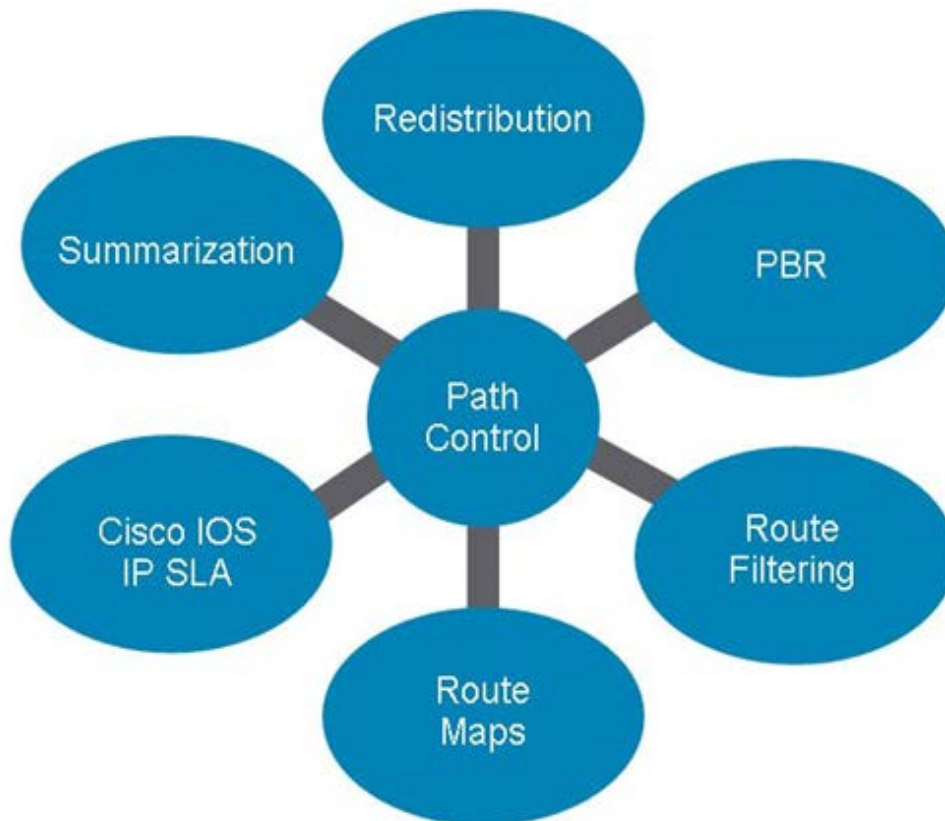 Redistribution
Summarization
PBR
Path
Control
Cisco IOS
IP SLA
Route
Filtering
Route
Maps